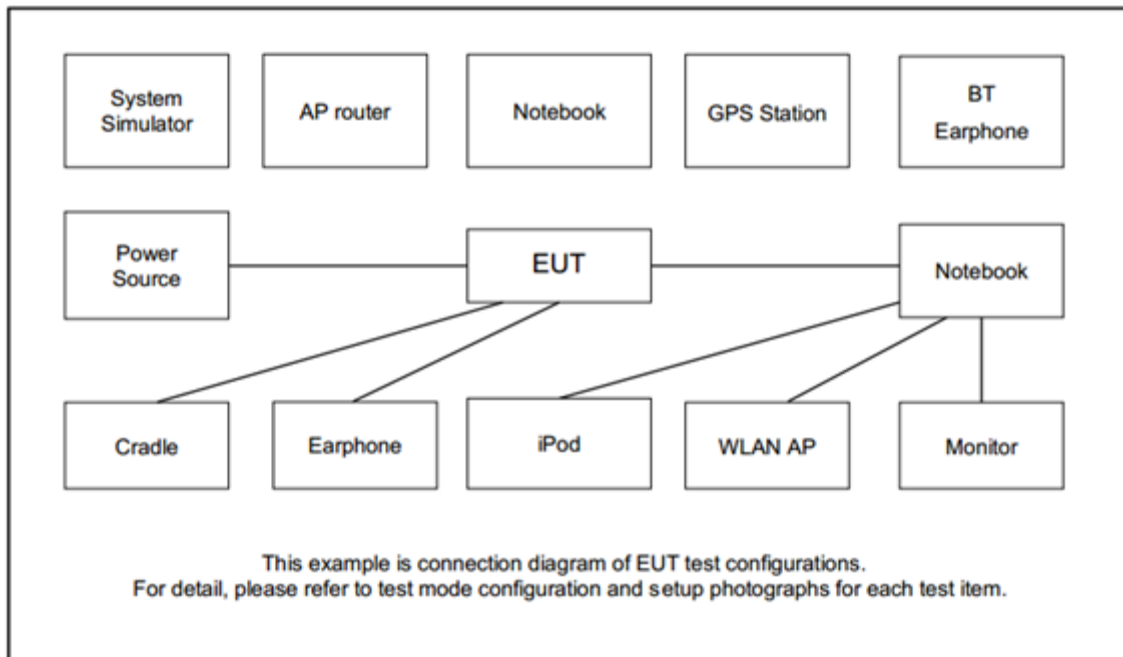 System
Simulator
AP router
Notebook
GPS Station
BT
Earphone
Power
Source
EUT
Notebook
Cradle
Earphone
iPod
WLAN AP
Monitor
This example is connection diagram of EUT test configurations.
For detail, please refer to test mode configuration and setup photographs for each test item.